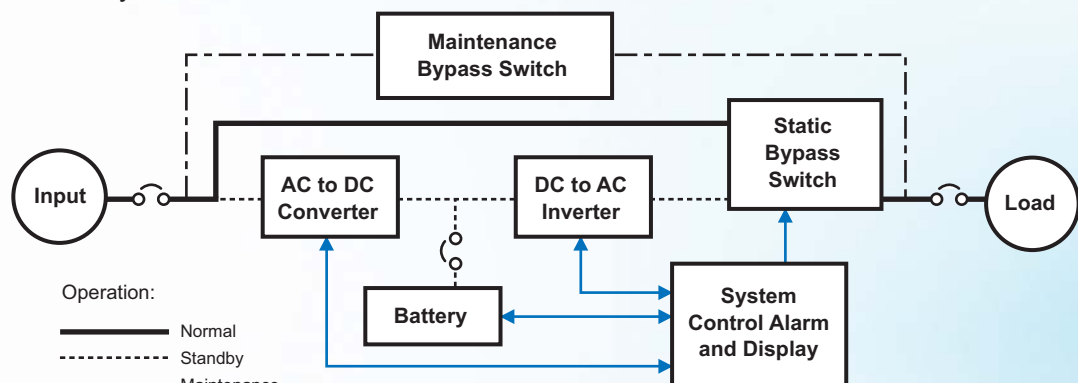 Maintenance
Bypass Switch
Static
Bypass
Switch
Input
AC to DC
Converter
DC to AC
Inverter
Load
Battery
System
Control Alarm
and Display
Operation:
Normal
Standby
Maintenance